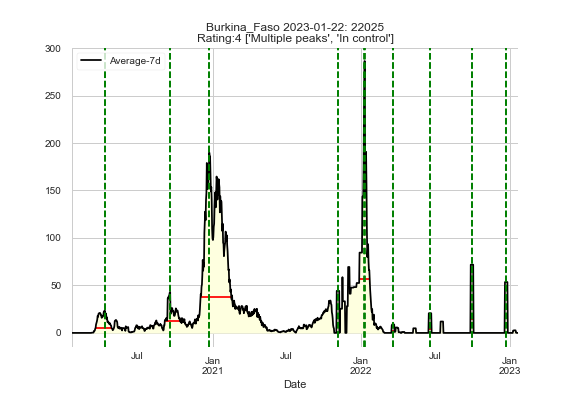 Burkina_Faso 2023-01-22: 22025
Rating:4 ['Multiple peaks', 'In control']
Average-7d
300
250
200
150
100
50
0
Jul
Jan
2021
Jul
Jan
2022
Jul
Jan
2023
Date